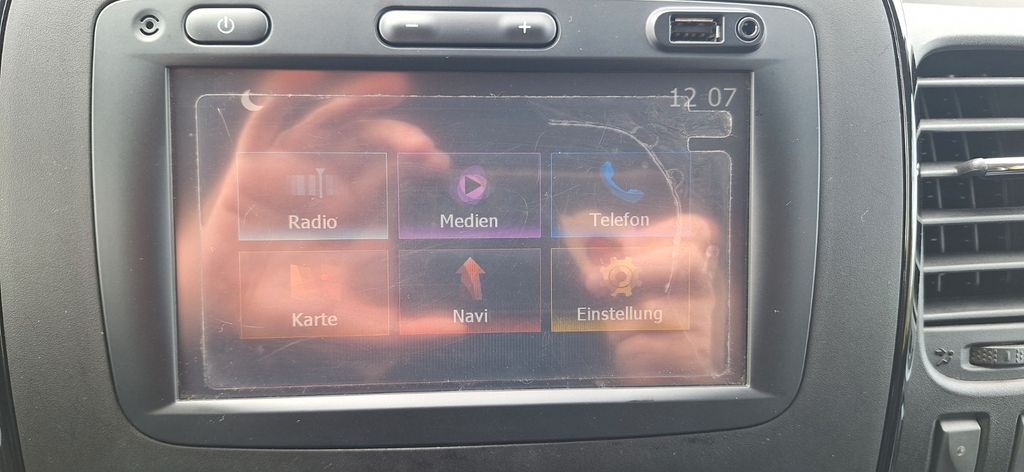 12 07
Radio
Medien
Telefon
Karte
Navi
Einstellung